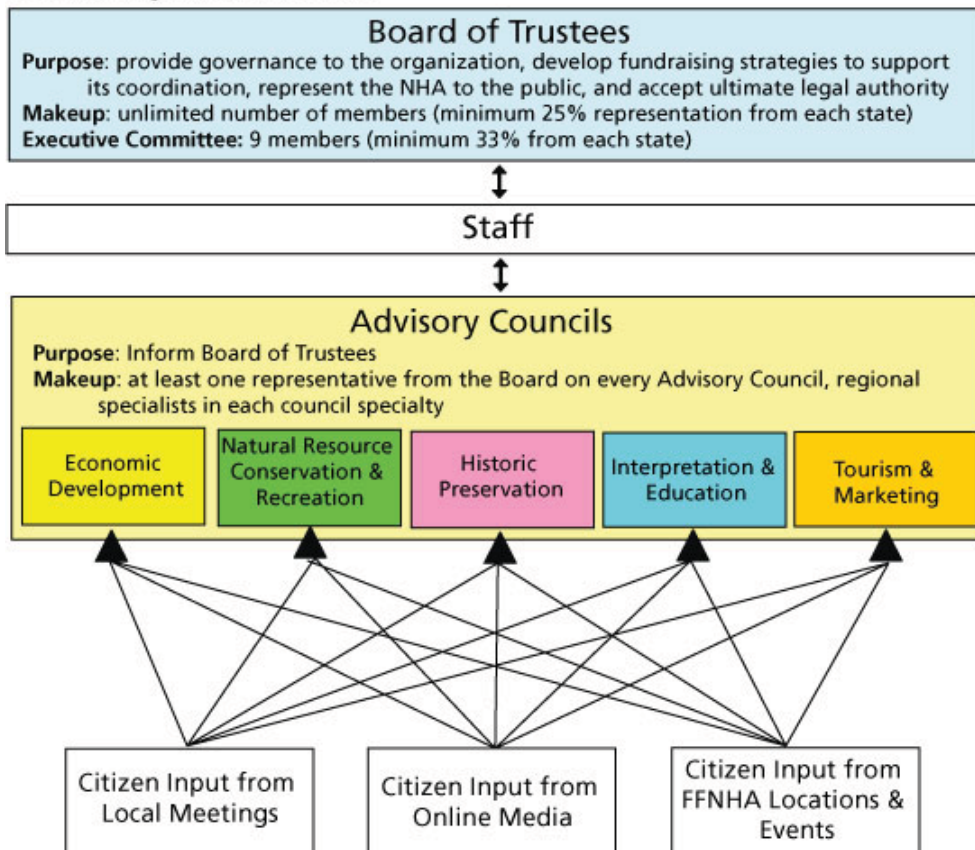 Board of Trustees
Purpose: provide governance to the organization, develop fundraising strategies to support
its coordination, represent the NHA to the public, and accept ultimate legal authority
Makeup: unlimited number of members (minimum 25% representation from each state)
Executive Committee: 9 members (minimum 33% from each state)
Staff
Advisory Councils
Purpose: Inform Board of Trustees
Makeup: at least one representative from the Board on every Advisory Council, regional
specialists in each council specialty
Economic
Development
Natural Resource
Conservation &
Recreation
Historic
Preservation
Interpretation &
Education
Tourism &
Marketing
Citizen Input from
Local Meetings
Citizen Input from
Online Media
Citizen Input from
FFNHA Locations &
Events